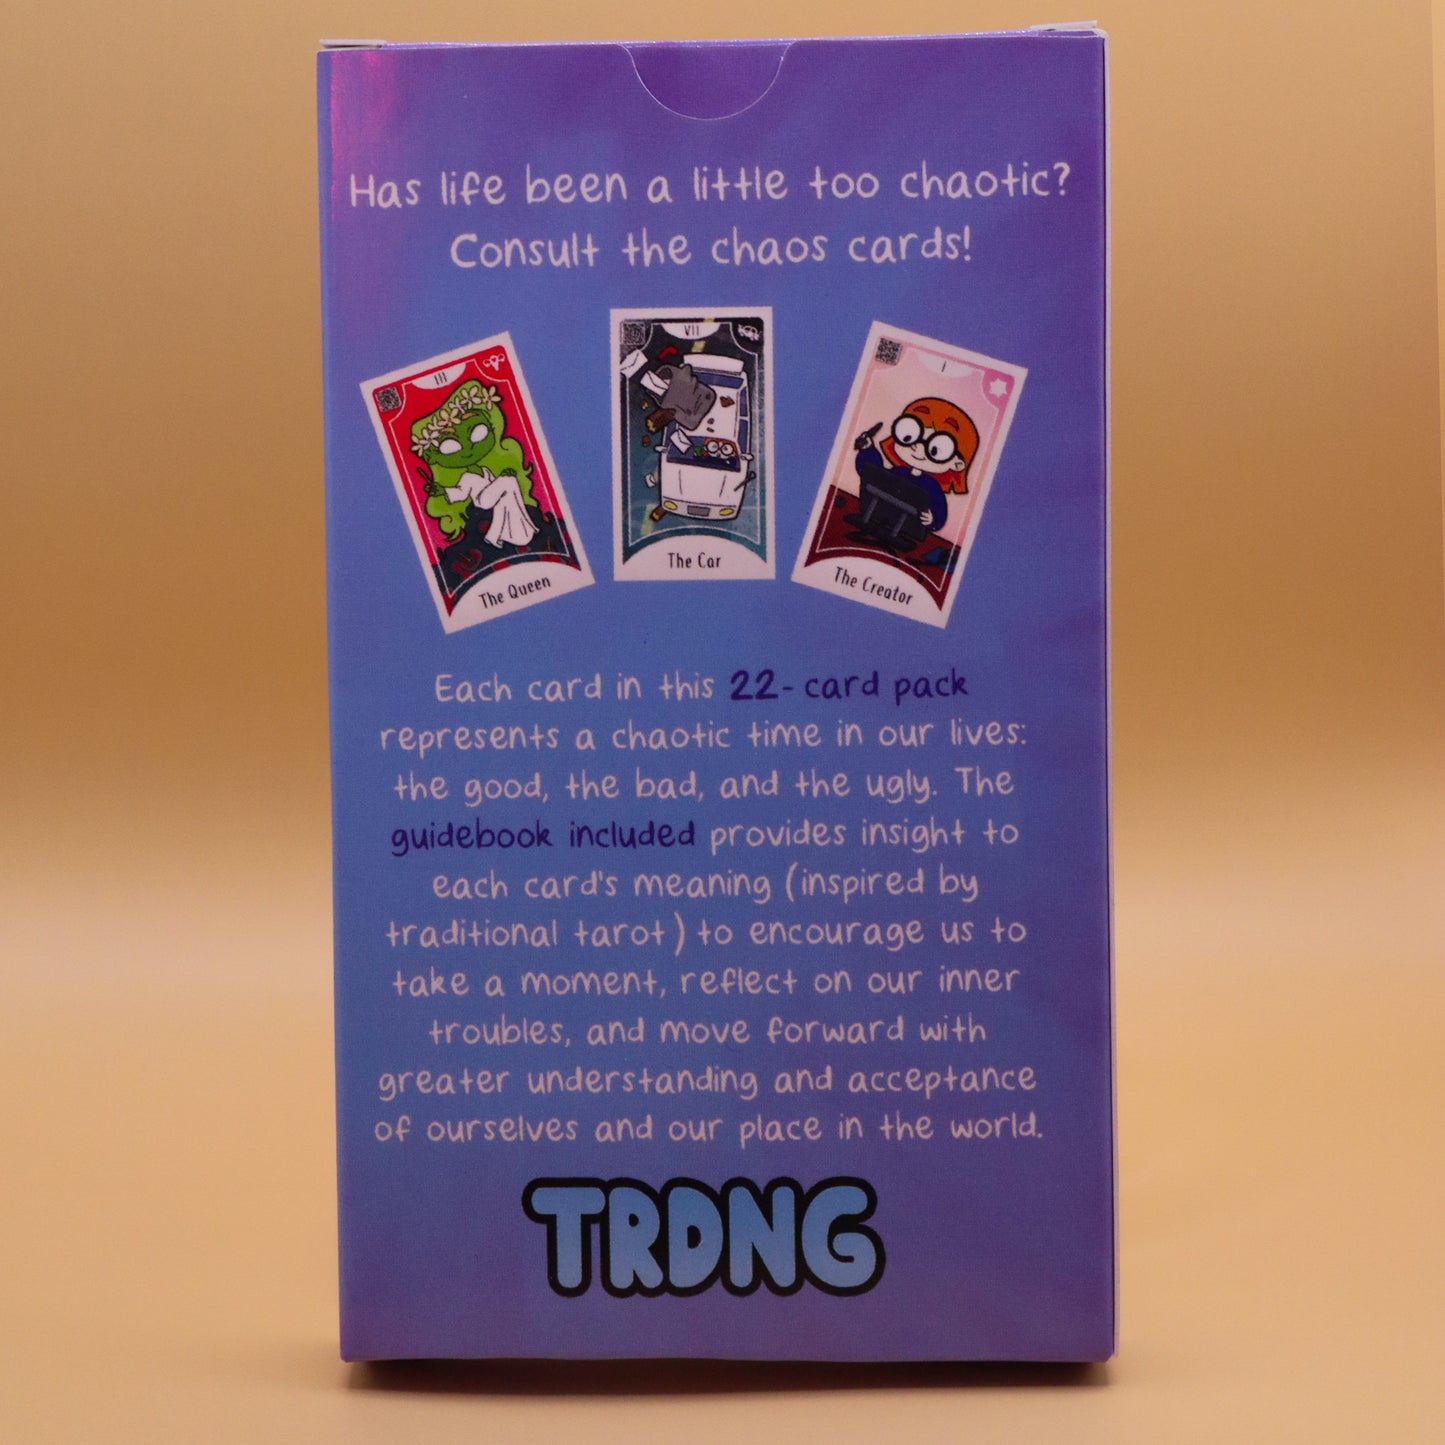 Has life been a little too chaotic?
Consult the chaos cards!
III
The Queen
VII
The Car
I
The Creator
Each card in this 22-card pack
represents a chaotic time in our lives:
the good, the bad, and the ugly. The
guidebook included provides insight to
each card's meaning (inspired by
traditional tarot) to encourage us to
take a moment, reflect on our inner
troubles, and move forward with
greater understanding and acceptance
of ourselves and our place in the world.
TRDNG